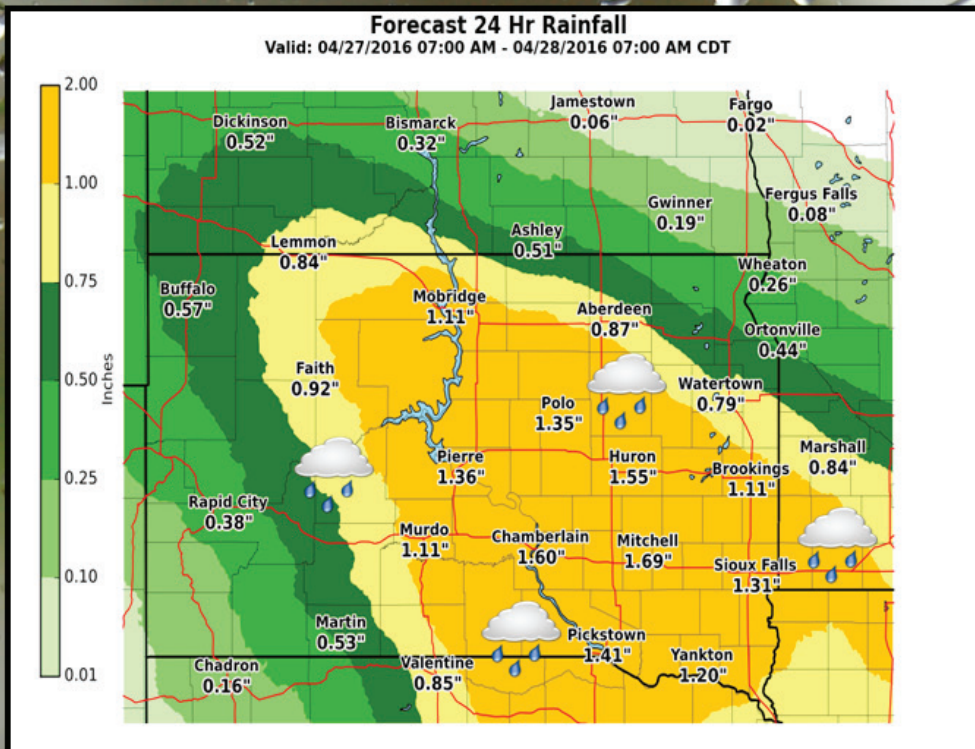 Forecast 24 Hr Rainfall
Valid: 04/27/2016 07:00 AM - 04/28/2016 07:00 AM CDT
2.00
1.00
0.75
0.50
0.25
0.10
0.01
Inches
Dickinson
0.52"
Bismarck
0.32"
Jamestown
0.06"
Fargo
0.02"
Gwinner
0.19"
Fergus Falls
0.08"
Lemmon
0.84"
Ashley
0.51"
Wheaton
0.26"
Buffalo
0.57"
Mobridge
1.11"
Aberdeen
0.87"
Ortonville
0.44"
Faith
0.92"
Polo
1.35"
Watertown
0.79"
Pierre
1.36"
Huron
1.55"
Brookings
1.11"
Marshall
0.84"
Rapid City
0.38"
Murdo
1.11"
Chamberlain
1.60"
Mitchell
1.69"
Sioux Falls
1.31"
Martin
0.53"
Pickstown
1.41"
Chadron
0.16"
Valentine
0.85"
Yankton
1.20"